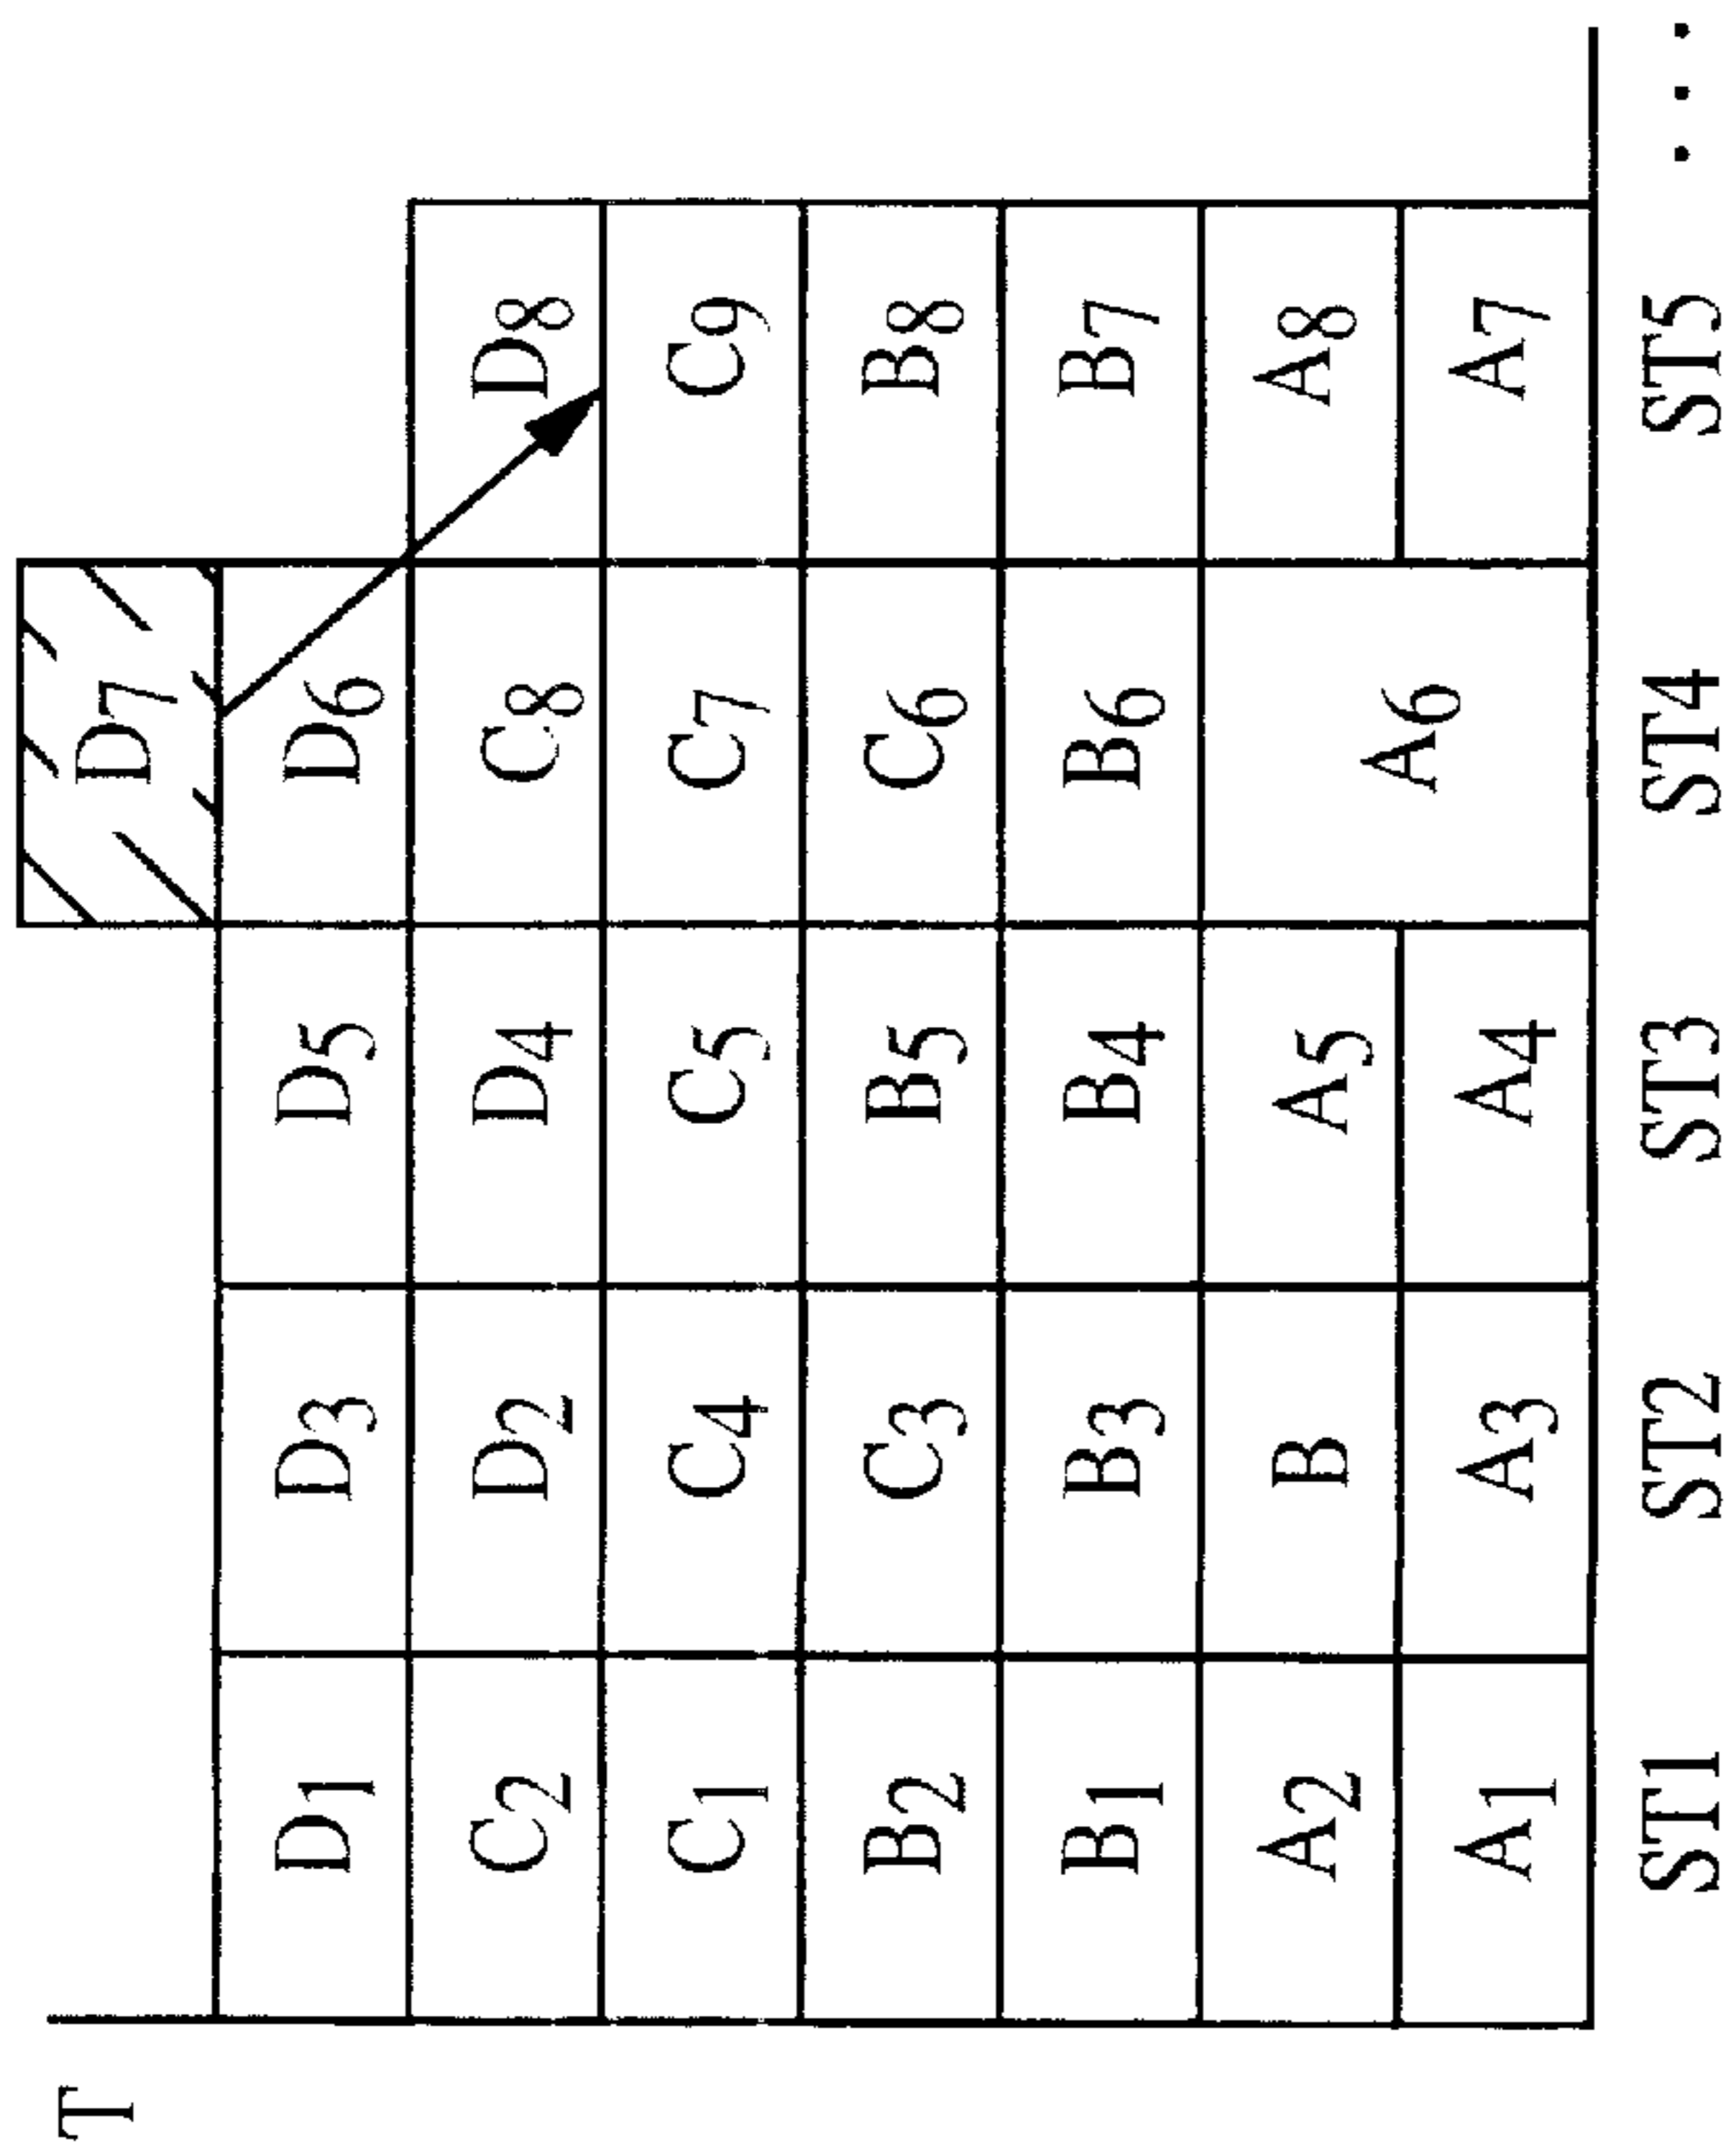 T D7
D1 D3 D5 D6
C2 D2 D4 C8 D8
C1 C4 C5 C7 C9
B2 C3 B5 C6 B8
B1 B3 B4 B6 B7
A2 B A5 A6 A8
A1 A3 A4 A7
ST1 ST2 ST3 ST4 ST5 ...